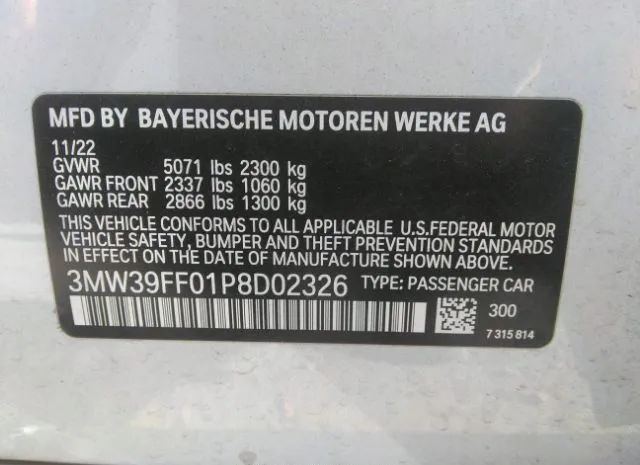 MFD BY BAYERISCHE MOTOREN WERKE AG
11/22
GVWR 5071 lbs 2300 kg
GAWR FRONT 2337 lbs 1060 kg
GAWR REAR 2866 lbs 1300 kg
THIS VEHICLE CONFORMS TO ALL APPLICABLE U.S.FEDERAL MOTOR
VEHICLE SAFETY, BUMPER AND THEFT PREVENTION STANDARDS
IN EFFECT ON THE DATE OF MANUFACTURE SHOWN ABOVE.
3MW39FF01P8D02326 TYPE: PASSENGER CAR
300
7 315 814